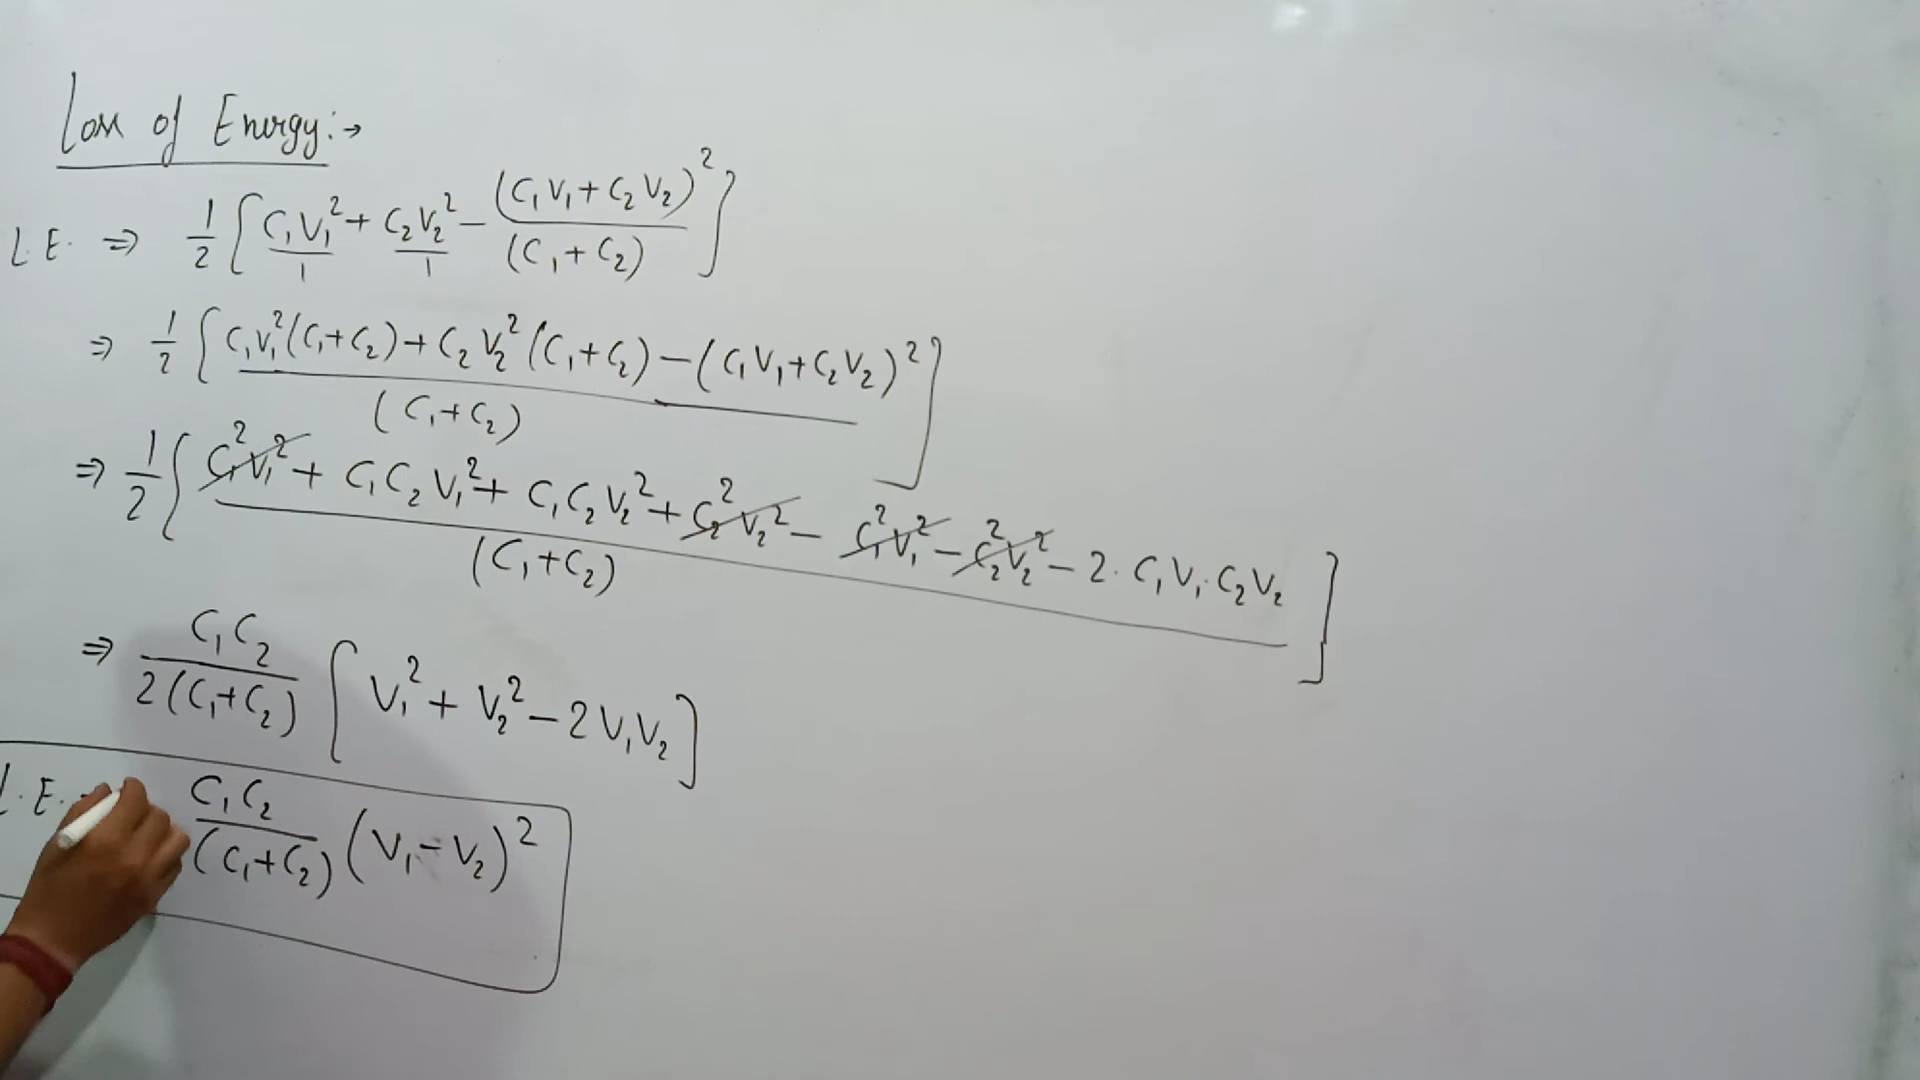 Loss of Energy:→
L.E. ⇒ 1/2 [C₁V₁²/1 + C₂V₂²/1 − (C₁V₁ + C₂V₂)²/(C₁ + C₂)]
⇒ 1/2 [C₁V₁²(C₁+C₂) + C₂V₂²(C₁+C₂) − (C₁V₁+C₂V₂)²/(C₁+C₂)]
⇒ 1/2 [C₁²V₁² + C₁C₂V₁² + C₁C₂V₂² + C₂²V₂² − C₁²V₁² − C₂²V₂² − 2.C₁V₁.C₂V₂/(C₁+C₂)]
⇒ C₁C₂/2(C₁+C₂) [V₁² + V₂² − 2V₁V₂]
L.E. C₁C₂/(C₁+C₂) (V₁ − V₂)²